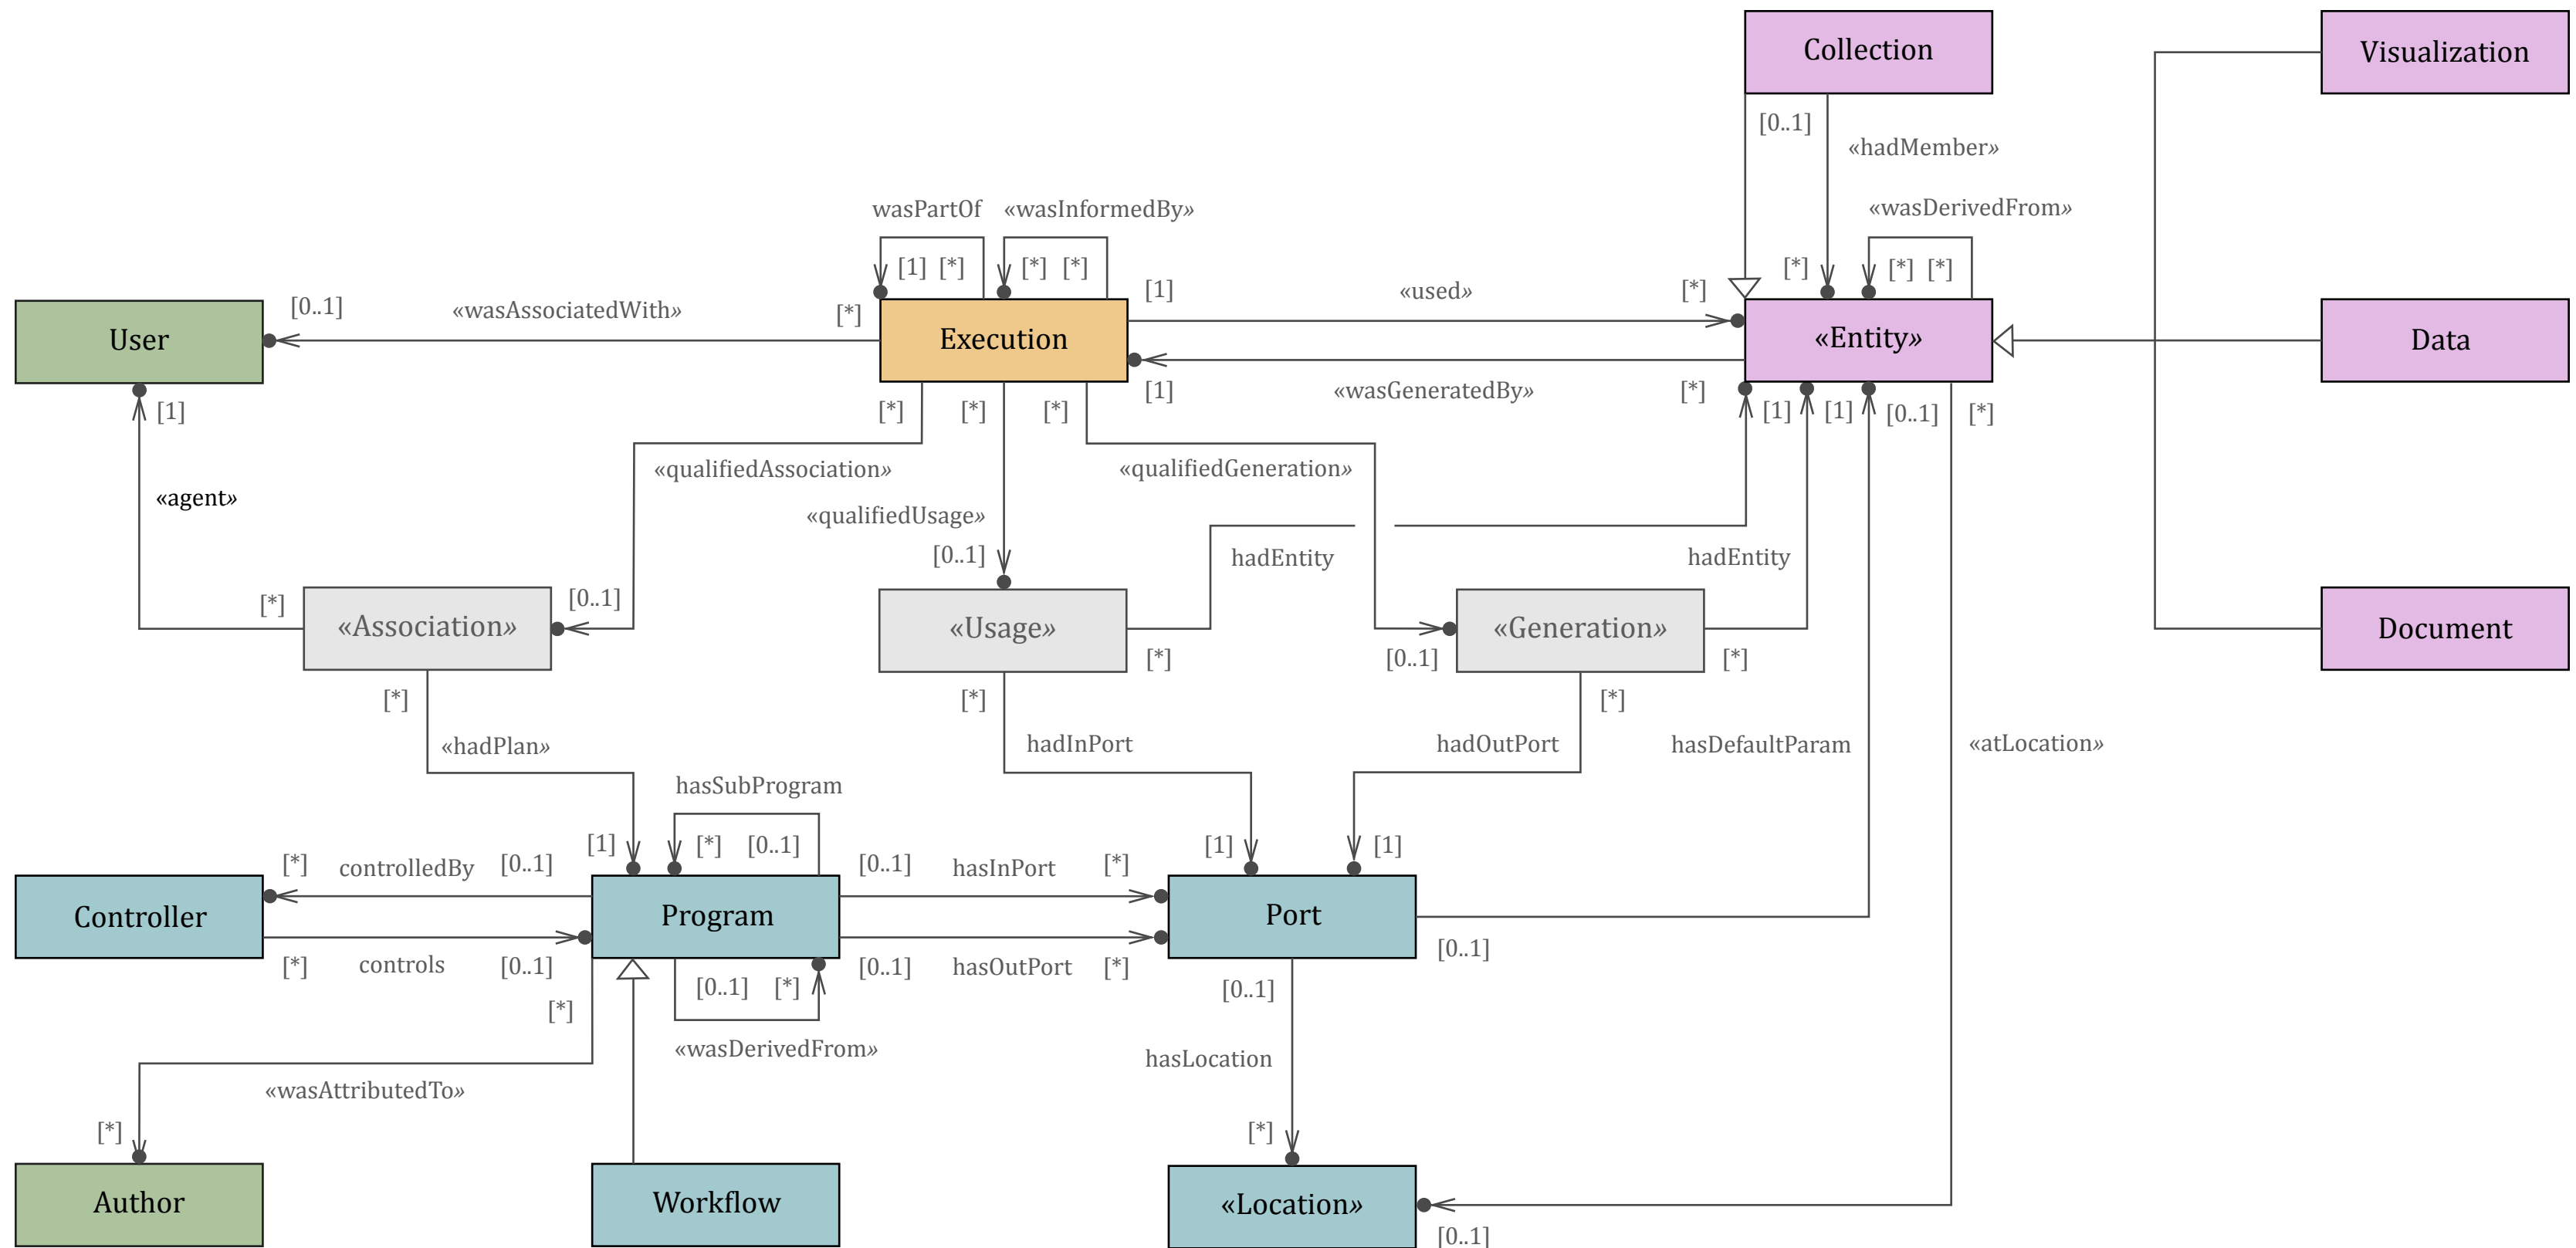 Collection
Visualization
[0..1]
«hadMember»
wasPartOf
«wasInformedBy»
«wasDerivedFrom»
[1]
[*]
[*]
[*]
[*]
[*]
[*]
[0..1]
«wasAssociatedWith»
[*]
[1]
«used»
[*]
User
Execution
«Entity»
Data
[1]
[*]
[*]
[*]
[1]
«wasGeneratedBy»
[*]
[1]
[1]
[0..1]
[*]
«agent»
«qualifiedAssociation»
«qualifiedGeneration»
«qualifiedUsage»
[0..1]
hadEntity
hadEntity
[*]
«Association»
[0..1]
«Usage»
[*]
[0..1]
«Generation»
[*]
Document
[*]
[*]
[*]
«hadPlan»
hadInPort
hadOutPort
hasDefaultParam
«atLocation»
hasSubProgram
[1]
[*]
[0..1]
[1]
[1]
[*]
controlledBy
[0..1]
[0..1]
hasInPort
[*]
Controller
Program
Port
[*]
controls
[0..1]
[0..1]
hasOutPort
[*]
[0..1]
[*]
[0..1]
[*]
[0..1]
«wasDerivedFrom»
hasLocation
«wasAttributedTo»
[*]
[*]
Author
Workflow
«Location»
[0..1]